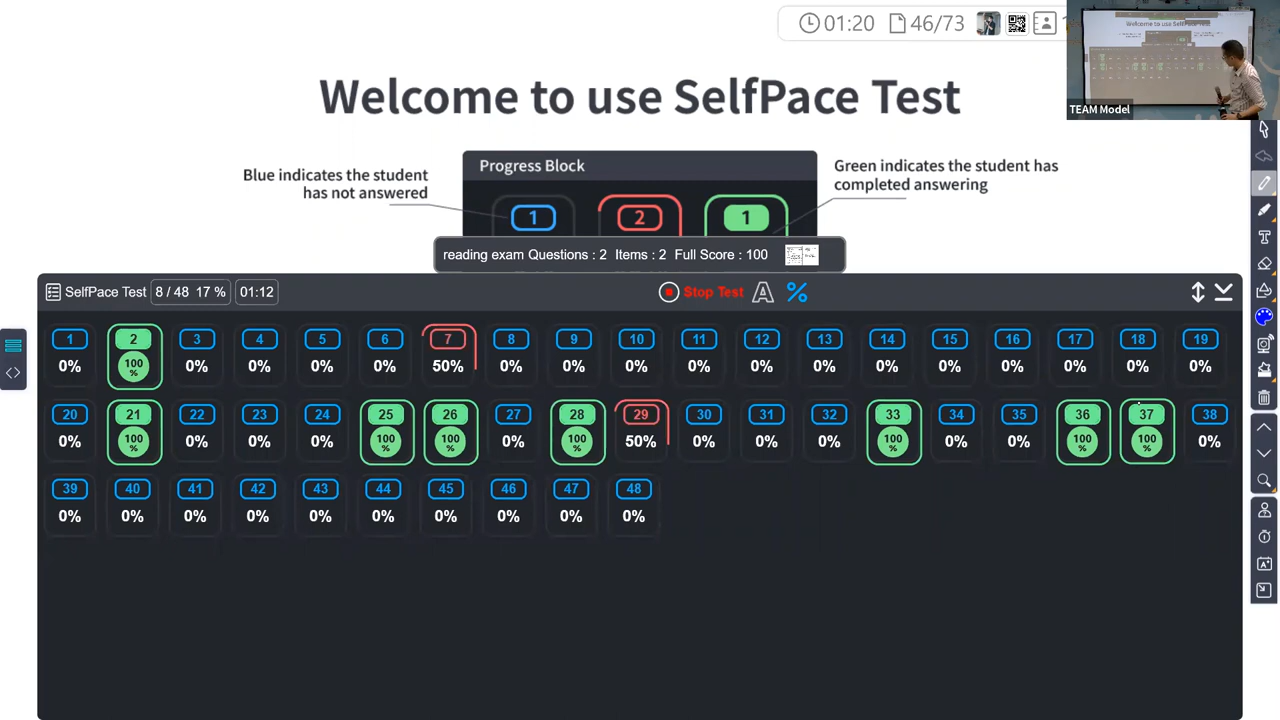 01:20 46/73
Welcome to use SelfPace Test
TEAM Model
Progress Block
Blue indicates the student
has not answered
Green indicates the student has
completed answering
1 2 1
reading exam Questions : 2 Items : 2 Full Score : 100
SelfPace Test 8 / 48 17 % 01:12 Stop Test A %
1 2 3 4 5 6 7 8 9 10 11 12 13 14 15 16 17 18 19
0% 100 % 0% 0% 0% 0% 50% 0% 0% 0% 0% 0% 0% 0% 0% 0% 0% 0% 0%
20 21 22 23 24 25 26 27 28 29 30 31 32 33 34 35 36 37 38
0% 100 % 0% 0% 0% 100 % 100 % 0% 100 % 50% 0% 0% 0% 100 % 0% 0% 100 % 100 % 0%
39 40 41 42 43 44 45 46 47 48
0% 0% 0% 0% 0% 0% 0% 0% 0% 0%